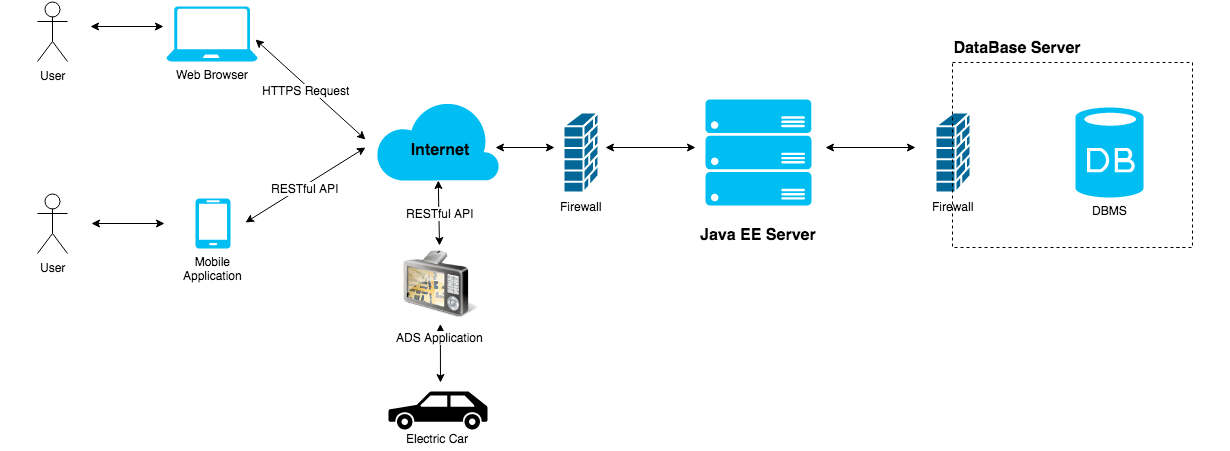 DataBase Server
User
Web Browser
HTTPS Request
Internet
RESTful API
DB
User
Mobile
Application
RESTful API
Firewall
Java EE Server
Firewall
DBMS
ADS Application
Electric Car